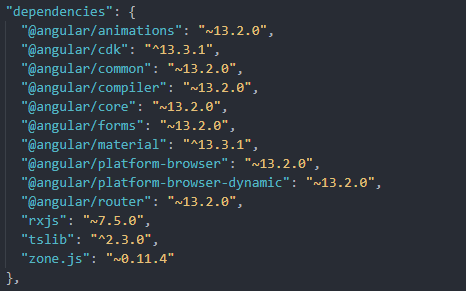 "dependencies": {
"@angular/animations": "~13.2.0",
"@angular/cdk": "^13.3.1",
"@angular/common": "~13.2.0",
"@angular/compiler": "~13.2.0",
"@angular/core": "~13.2.0",
"@angular/forms": "~13.2.0",
"@angular/material": "^13.3.1",
"@angular/platform-browser": "~13.2.0",
"@angular/platform-browser-dynamic": "~13.2.0",
"@angular/router": "~13.2.0",
"rxjs": "~7.5.0",
"tslib": "^2.3.0",
"zone.js": "~0.11.4"
},